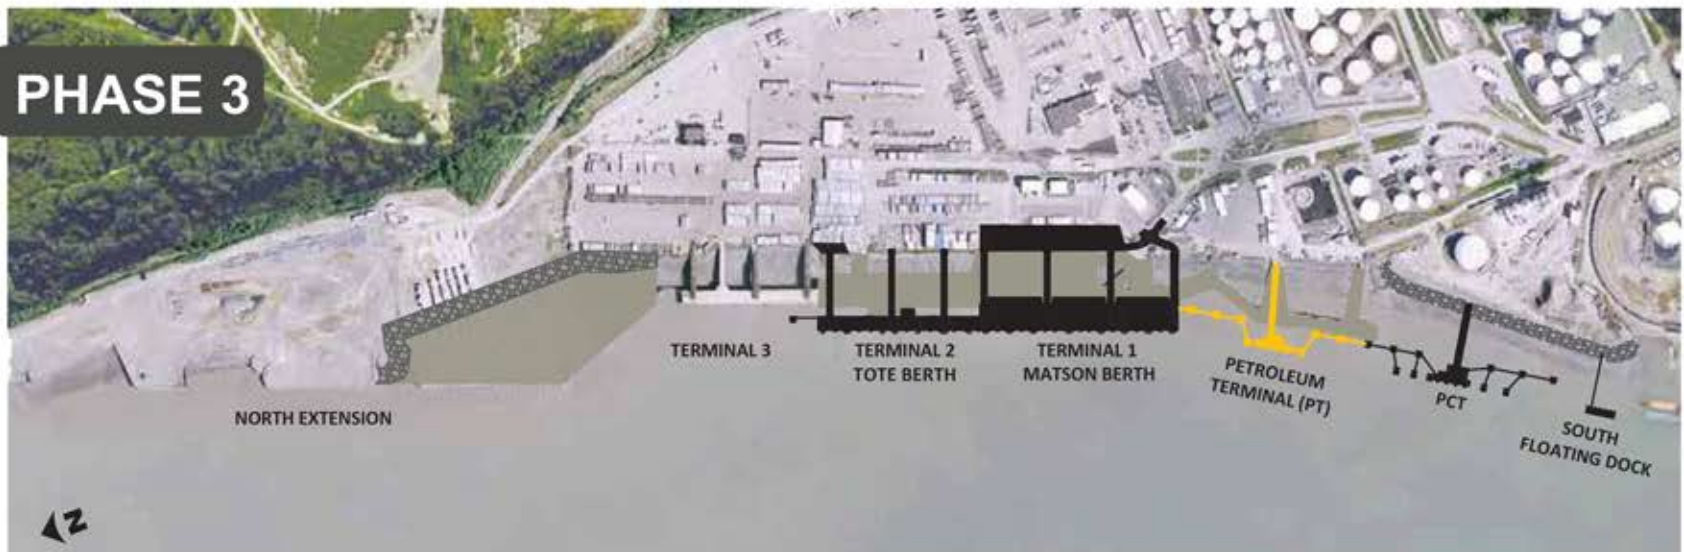 PHASE 3
TERMINAL 3
TERMINAL 2
TOTE BERTH
TERMINAL 1
MATSON BERTH
PETROLEUM
TERMINAL (PT)
PCT
SOUTH
FLOATING DOCK
NORTH EXTENSION
N